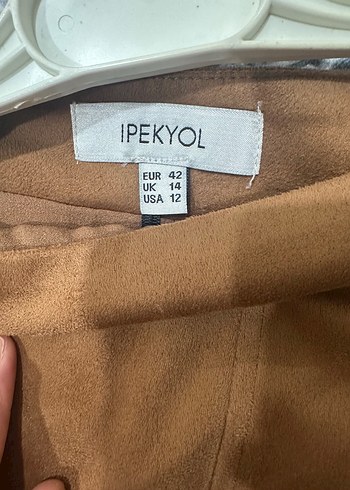 IPEKYOL
EUR 42
UK 14
USA 12